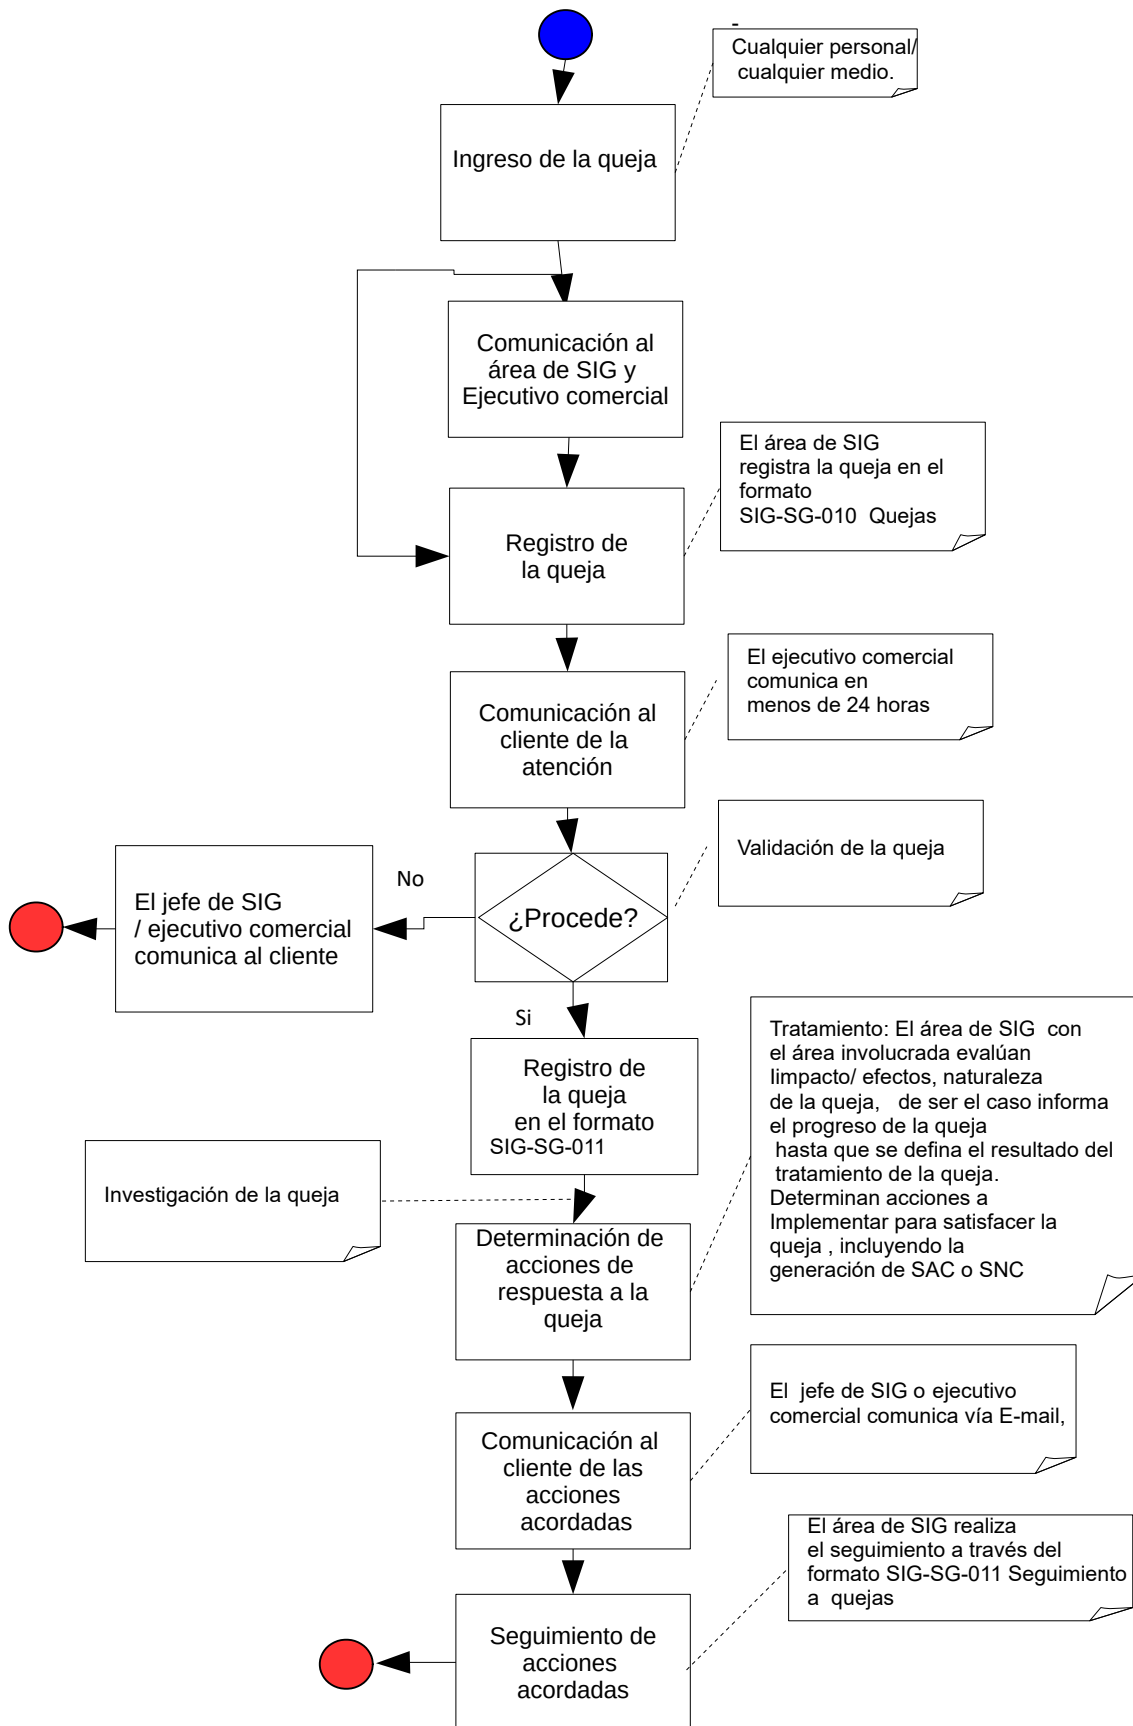 -
Cualquier personal/
cualquier medio.
Ingreso de la queja
Comunicación al
área de SIG y
Ejecutivo comercial
El área de SIG
registra la queja en el
formato
SIG-SG-010  Quejas
Registro de
la queja
El ejecutivo comercial
comunica en
menos de 24 horas
Comunicación al
cliente de la
atención
Validación de la queja
No
¿Procede?
El jefe de SIG
/ ejecutivo comercial
comunica al cliente
Si
Tratamiento: El área de SIG  con
el área involucrada evalúan
Iimpacto/ efectos, naturaleza
de la queja,   de ser el caso informa
el progreso de la queja
hasta que se defina el resultado del
tratamiento de la queja.
Determinan acciones a
Implementar para satisfacer la
queja , incluyendo la
generación de SAC o SNC
Registro de
la queja
en el formato
SIG-SG-011
Investigación de la queja
Determinación de
acciones de
respuesta a la
queja
El  jefe de SIG o ejecutivo
comercial comunica vía E-mail,
Comunicación al
cliente de las
acciones
acordadas
El área de SIG realiza
el seguimiento a través del
formato SIG-SG-011 Seguimiento
a  quejas
Seguimiento de
acciones
acordadas